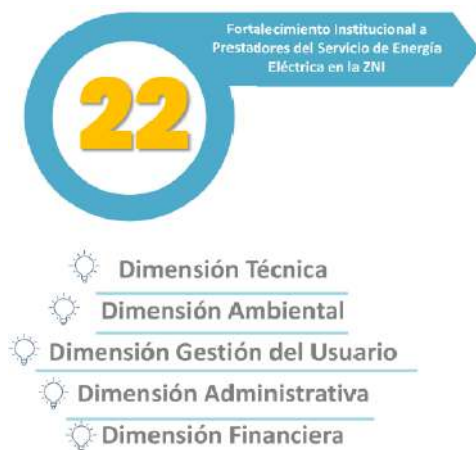 Fortalecimiento Institucional a
Prestadores del Servicio de Energía
Eléctrica en la ZNI
22
Dimensión Técnica
Dimensión Ambiental
Dimensión Gestión del Usuario
Dimensión Administrativa
Dimensión Financiera